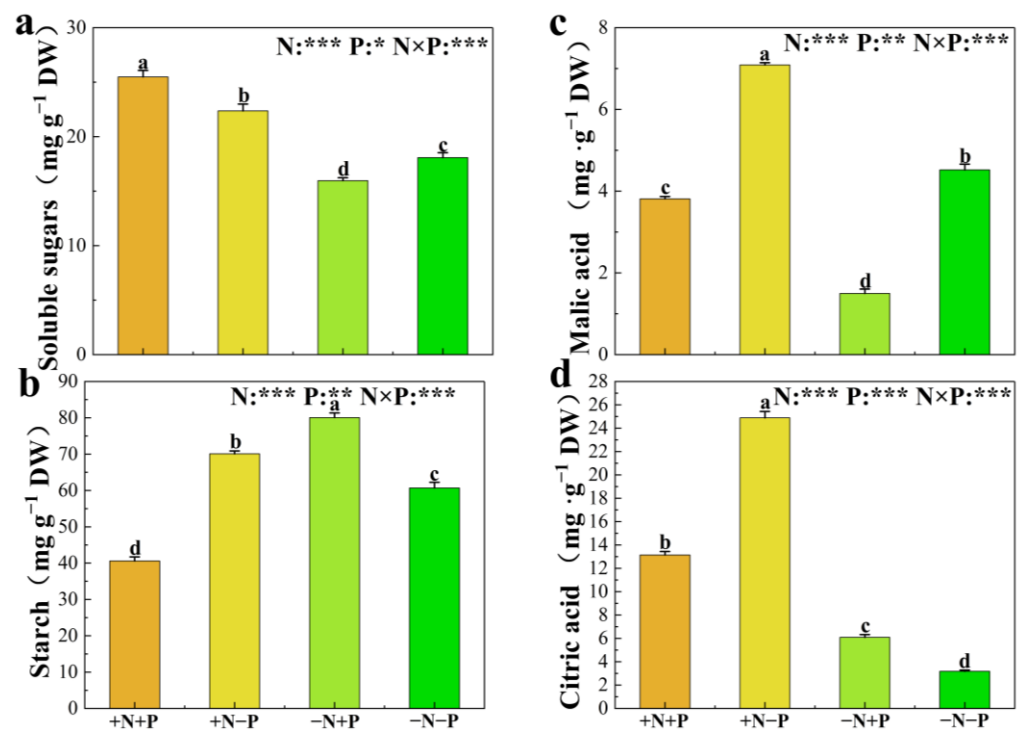 a
N:*** P:* N×P:***
Soluble sugars（mg g⁻¹ DW）
30
20
10
0
a
b
d
c
b
N:*** P:** N×P:***
Starch（mg g⁻¹ DW）
90
80
70
60
50
40
30
20
10
0
d
b
a
c
+N+P
+N−P
−N+P
−N−P
c
N:*** P:** N×P:***
Malic acid（mg ·g⁻¹ DW）
8
6
4
2
0
c
a
d
b
d
N:*** P:*** N×P:***
Citric acid（mg ·g⁻¹ DW）
28
26
24
22
20
18
16
14
12
10
8
6
4
2
0
b
a
c
d
+N+P
+N−P
−N+P
−N−P